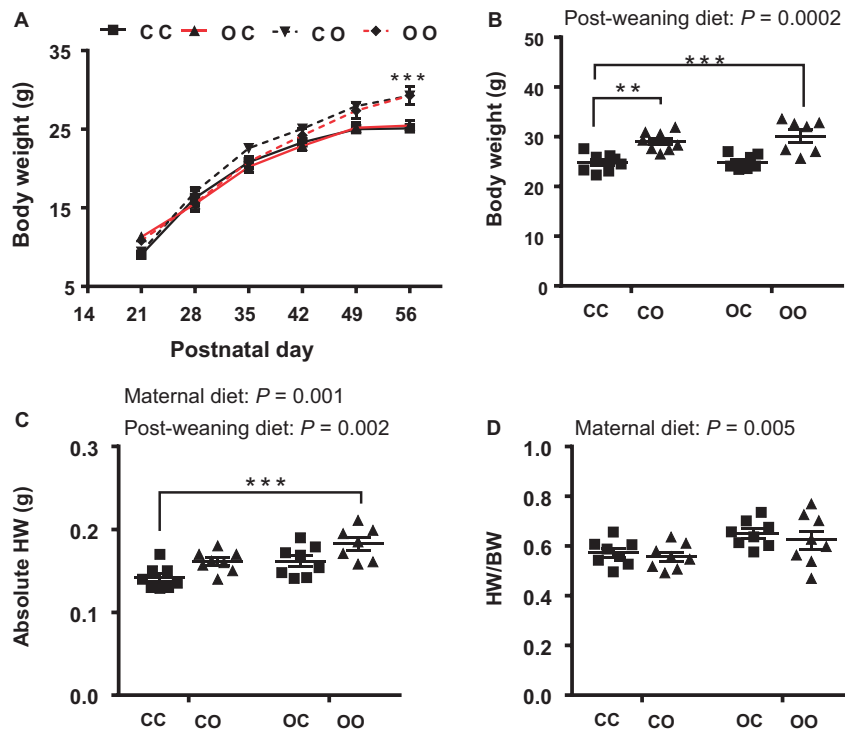 A
CC OC CO OO
Body weight (g)
35
25
15
5
***
14 21 28 35 42 49 56
Postnatal day
B
Post-weaning diet: P = 0.0002
Body weight (g)
50
40
30
20
10
0
***
**
CC CO OC OO
C
Maternal diet: P = 0.001
Post-weaning diet: P = 0.002
Absolute HW (g)
0.3
0.2
0.1
0.0
***
CC CO OC OO
D
Maternal diet: P = 0.005
HW/BW
1.0
0.8
0.6
0.4
0.2
0.0
CC CO OC OO